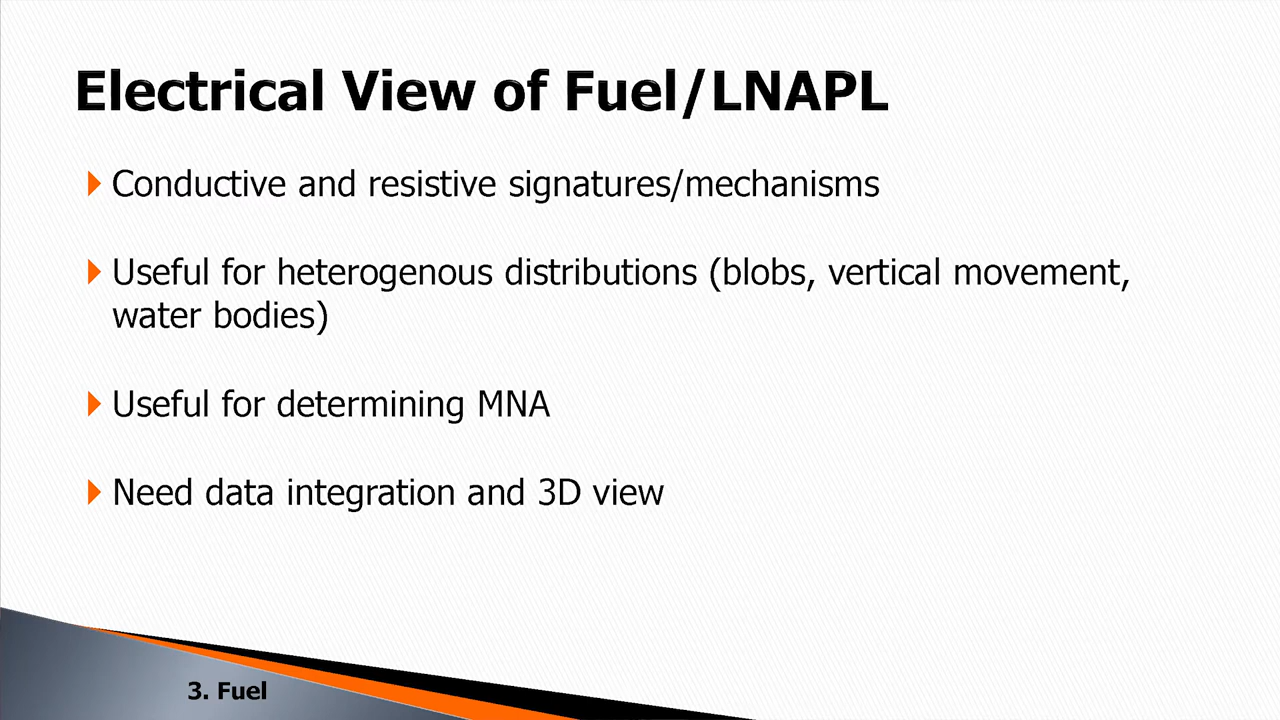 Electrical View of Fuel/LNAPL
Conductive and resistive signatures/mechanisms
Useful for heterogenous distributions (blobs, vertical movement,
water bodies)
Useful for determining MNA
Need data integration and 3D view
3. Fuel